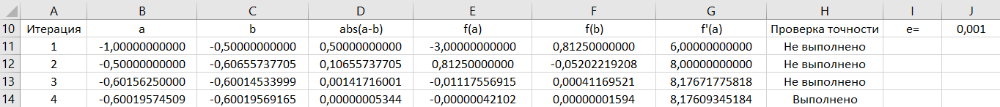 A B C D E F G H I J
10 Итерация a b abs(a-b) f(a) f(b) f'(a) Проверка точности e= 0,001
11 1 -1,00000000000 -0,50000000000 0,50000000000 -3,00000000000 0,81250000000 6,00000000000 Не выполнено
12 2 -0,50000000000 -0,60655737705 0,10655737705 0,81250000000 -0,05202219208 8,00000000000 Не выполнено
13 3 -0,60156250000 -0,60014533999 0,00141716001 -0,01117556915 0,00041169521 8,17671775818 Не выполнено
14 4 -0,60019574509 -0,60019569165 0,00000005344 -0,00000042102 0,00000001594 8,17609345184 Выполнено